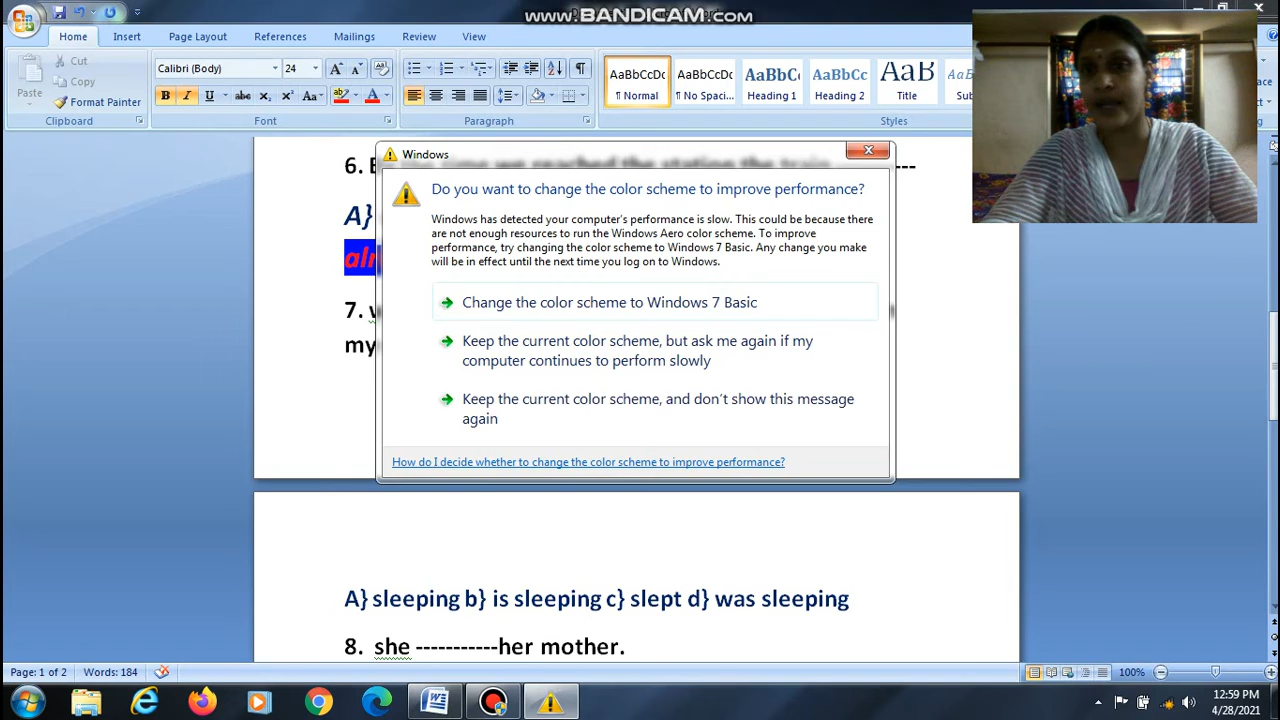 www.BANDICAM.com
Home Insert Page Layout References Mailings Review View
Cut
Copy
Paste
Format Painter
Calibri (Body) 24
AaBbCcDc AaBbCcDc AaBbC AaBbCc AaB
¶ Normal ¶ No Spaci... Heading 1 Heading 2 Title
Clipboard Font Paragraph Styles
Windows
6.
Do you want to change the color scheme to improve performance?
A}
Windows has detected your computer's performance is slow. This could be because there
are not enough resources to run the Windows Aero color scheme. To improve
performance, try changing the color scheme to Windows 7 Basic. Any change you make
will be in effect until the next time you log on to Windows.
Change the color scheme to Windows 7 Basic
7.
my
Keep the current color scheme, but ask me again if my
computer continues to perform slowly
Keep the current color scheme, and don't show this message
again
How do I decide whether to change the color scheme to improve performance?
A} sleeping b} is sleeping c} slept d} was sleeping
8. she -----------her mother.
Page: 1 of 2 Words: 184 100%
12:59 PM
4/28/2021